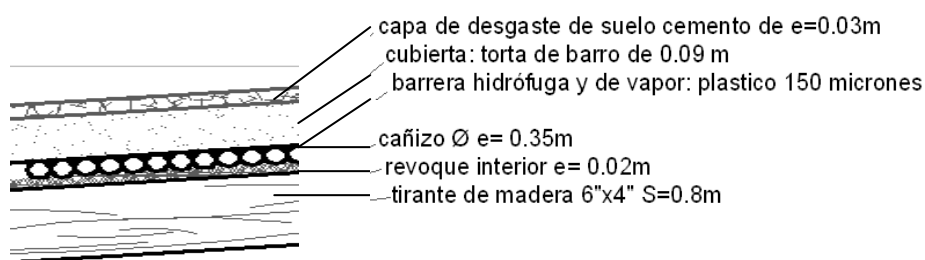 capa de desgaste de suelo cemento de e=0.03m
cubierta: torta de barro de 0.09 m
barrera hidrófuga y de vapor: plastico 150 micrones
cañizo Ø e= 0.35m
revoque interior e= 0.02m
tirante de madera 6"x4" S=0.8m